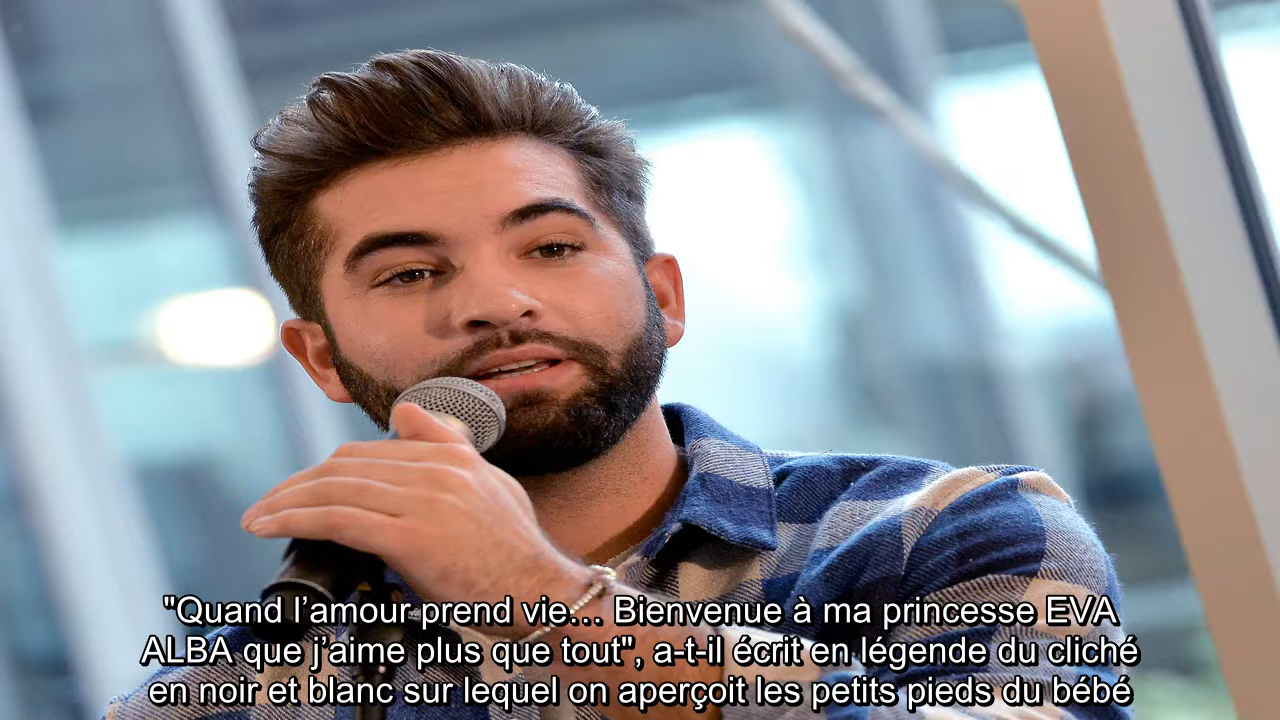 "Quand l’amour prend vie… Bienvenue à ma princesse EVA
ALBA que j’aime plus que tout", a-t-il écrit en légende du cliché
en noir et blanc sur lequel on aperçoit les petits pieds du bébé